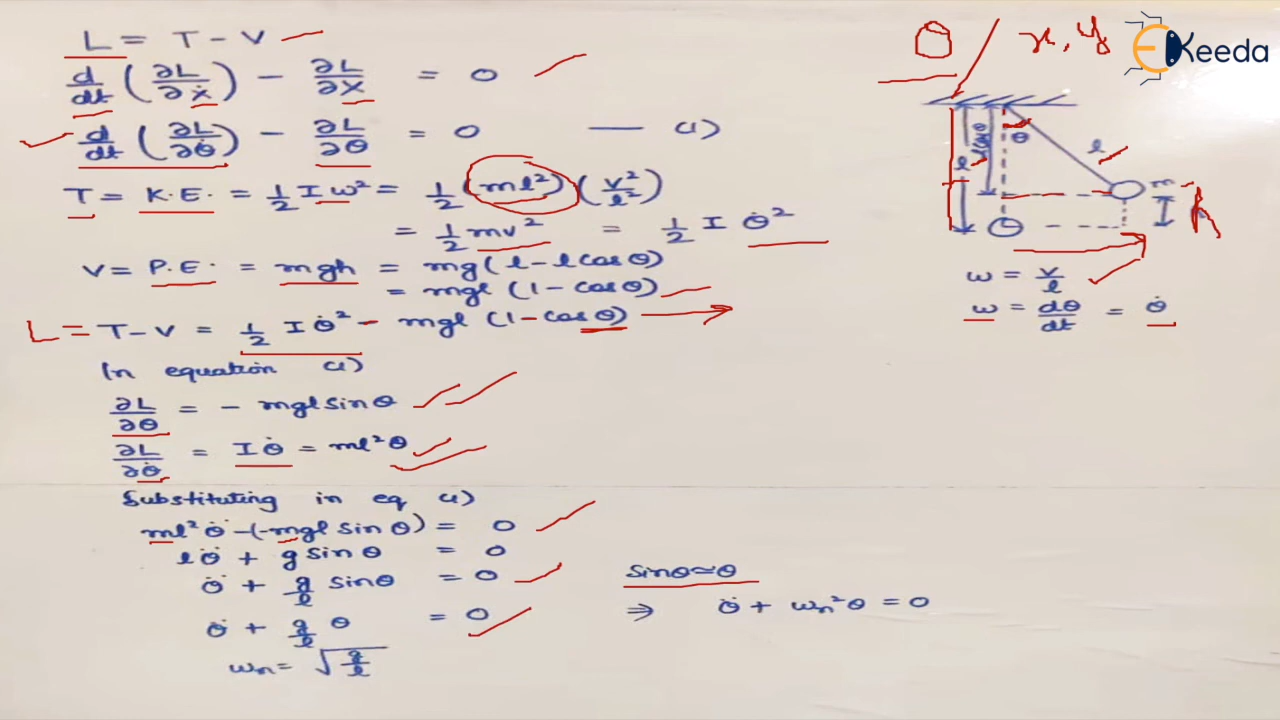 L = T - V
d/dt (∂L/∂ẋ) - ∂L/∂x = 0
d/dt (∂L/∂θ̇) - ∂L/∂θ = 0 — (1)
T = K.E. = 1/2 I ω² = 1/2 (ml²) (v²/l²)
= 1/2 mv² = 1/2 I θ̇²
V = P.E. = mgh = mg(l - l cos θ)
= mgl (1 - cos θ)
L = T - V = 1/2 I θ̇² - mgl (1 - cos θ)
In equation (1)
∂L/∂θ = - mgl sin θ
∂L/∂θ̇ = I θ̇ = ml² θ̇
Substituting in eq (1)
ml² θ̈ -(-mgl sin θ) = 0
l θ̈ + g sin θ = 0
θ̈ + g/l sin θ = 0
θ̈ + g/l θ = 0
ωn = √g/l
sin θ ≃ θ
⇒ θ̈ + ωn² θ = 0
θ
x, y
Keeda
l
l cos θ
θ
l
m
h
ω = v/l
ω = dθ/dt = θ̇